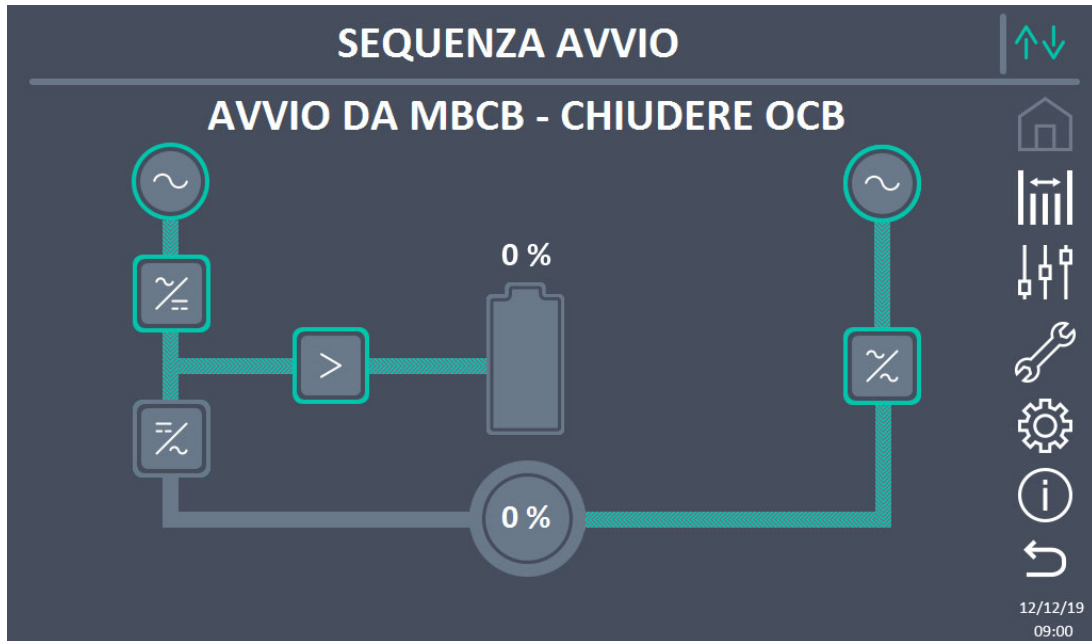 SEQUENZA AVVIO
AVVIO DA MBCB - CHIUDERE OCB
0 %
0 %
12/12/19
09:00